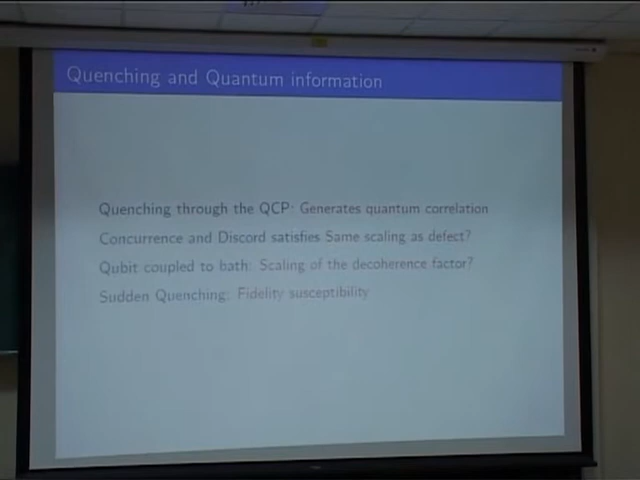 Quenching and Quantum information
Quenching through the QCP: Generates quantum correlation
Concurrence and Discord satisfies Same scaling as defect?
Qubit coupled to bath: Scaling of the decoherence factor?
Sudden Quenching: Fidelity susceptibility